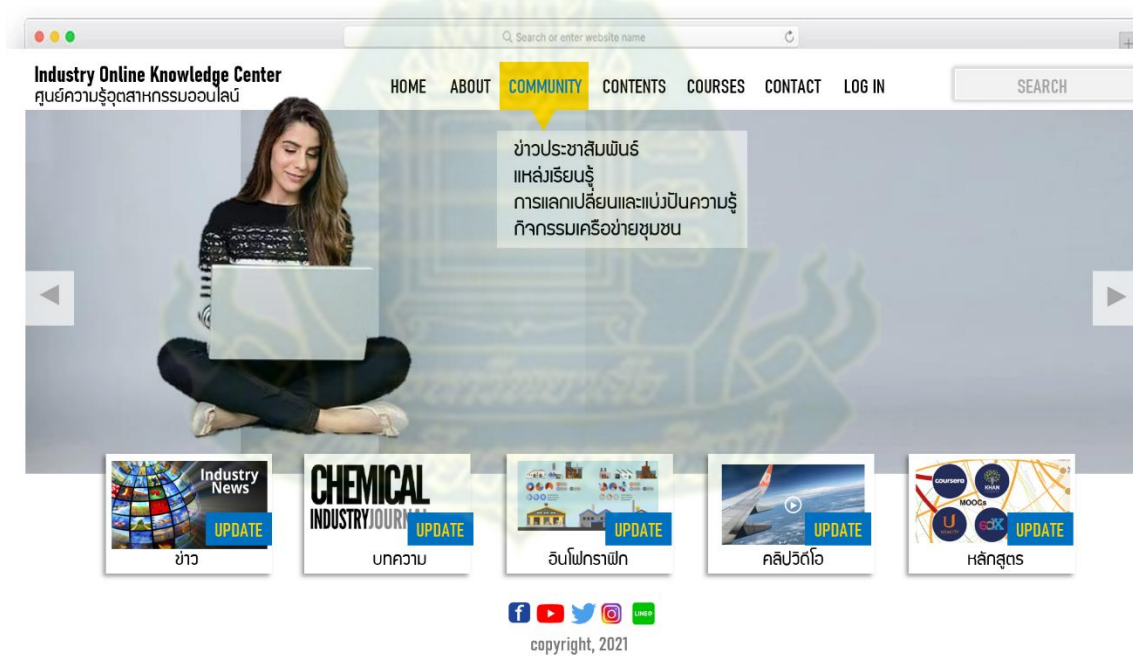 Search or enter website name
Industry Online Knowledge Center
ศูนย์ความรู้อุตสาหกรรมออนไลน์
HOME ABOUT COMMUNITY CONTENTS COURSES CONTACT LOG IN SEARCH
ข่าวประชาสัมพันธ์
แหล่งเรียนรู้
การแลกเปลี่ยนและแบ่งปันความรู้
กิจกรรมเครือข่ายชุมชน
Industry
News
UPDATE
ข่าว
CHEMICAL
INDUSTRY JOURNAL
UPDATE
บทความ
UPDATE
อินโฟกราฟิก
UPDATE
คลิปวิดีโอ
coursera
KHAN
MOOCs
U
edX
UPDATE
หลักสูตร
LINE@
copyright, 2021